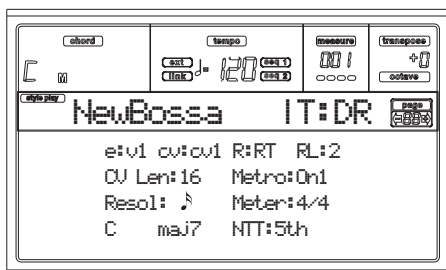 chord tempo measure transpose
C M ext link ♩= 120 seq 1 seq 2 001 +0 octave
style play NewBossa |T:DR page
e:v1 cv:cv1 R:RT RL:2
CV Len:16 Metro:On1
Resol: ♪ Meter:4/4
C maj7 NTT:5th